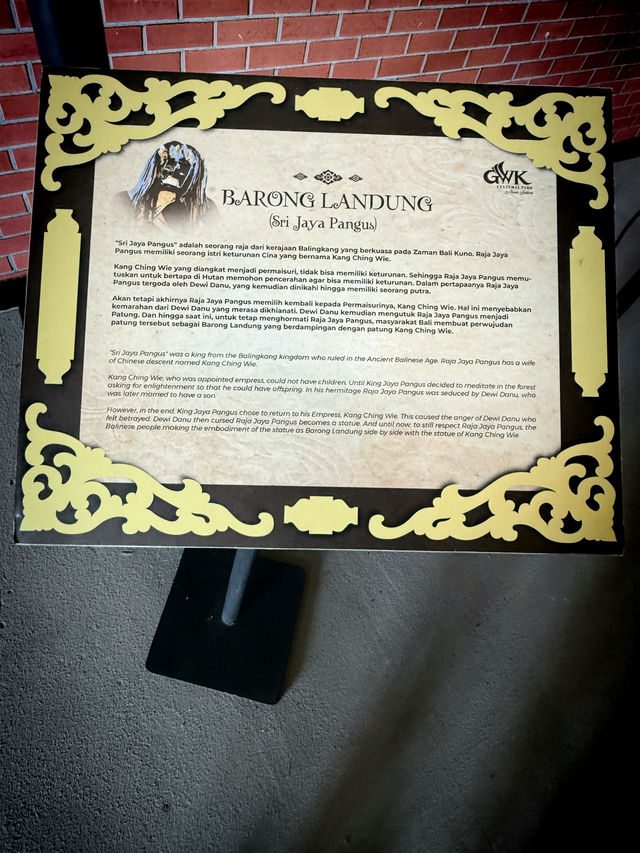 GWK
CULTURAL PARK
BARONG LANDUNG
(Sri Jaya Pangus)
"Sri Jaya Pangus" adalah seorang raja dari kerajaan Balingkang yang berkuasa pada Zaman Bali Kuno. Raja Jaya
Pangus memiliki seorang istri keturunan Cina yang bernama Kang Ching Wie.
Kang Ching Wie yang diangkat menjadi permaisuri, tidak bisa memiliki keturunan. Sehingga Raja Jaya Pangus memu-
tuskan untuk bertapa di Hutan memohon pencerahan agar bisa memiliki keturunan. Dalam pertapaanya Raja Jaya
Pangus tergoda oleh Dewi Danu, yang kemudian dinikahi hingga memiliki seorang putra.
Akan tetapi akhirnya Raja Jaya Pangus memilih kembali kepada Permaisurinya, Kang Ching Wie. Hal ini menyebabkan
kemarahan dari Dewi Danu yang merasa dikhianati. Dewi Danu kemudian mengutuk Raja Jaya Pangus menjadi
Patung. Dan hingga saat ini, untuk tetap menghormati Raja Jaya Pangus, masyarakat Bali membuat perwujudan
patung tersebut sebagai Barong Landung yang berdampingan dengan patung Kang Ching Wie.
"Sri Jaya Pangus" was a king from the Balingkang kingdom who ruled in the Ancient Balinese Age. Raja Jaya Pangus has a wife
of Chinese descent named Kang Ching Wie.
Kang Ching Wie, who was appointed empress, could not have children. Until King Jaya Pangus decided to meditate in the forest
asking for enlightenment so that he could have offspring. In his hermitage Raja Jaya Pangus was seduced by Dewi Danu, who
was later married to have a son.
However, in the end, King Jaya Pangus chose to return to his Empress, Kang Ching Wie. This caused the anger of Dewi Danu who
felt betrayed. Dewi Danu then cursed Raja Jaya Pangus becomes a statue. And until now, to still respect Raja Jaya Pangus, the
Balinese people making the embodiment of the statue as Barong Landung side by side with the statue of Kang Ching Wie